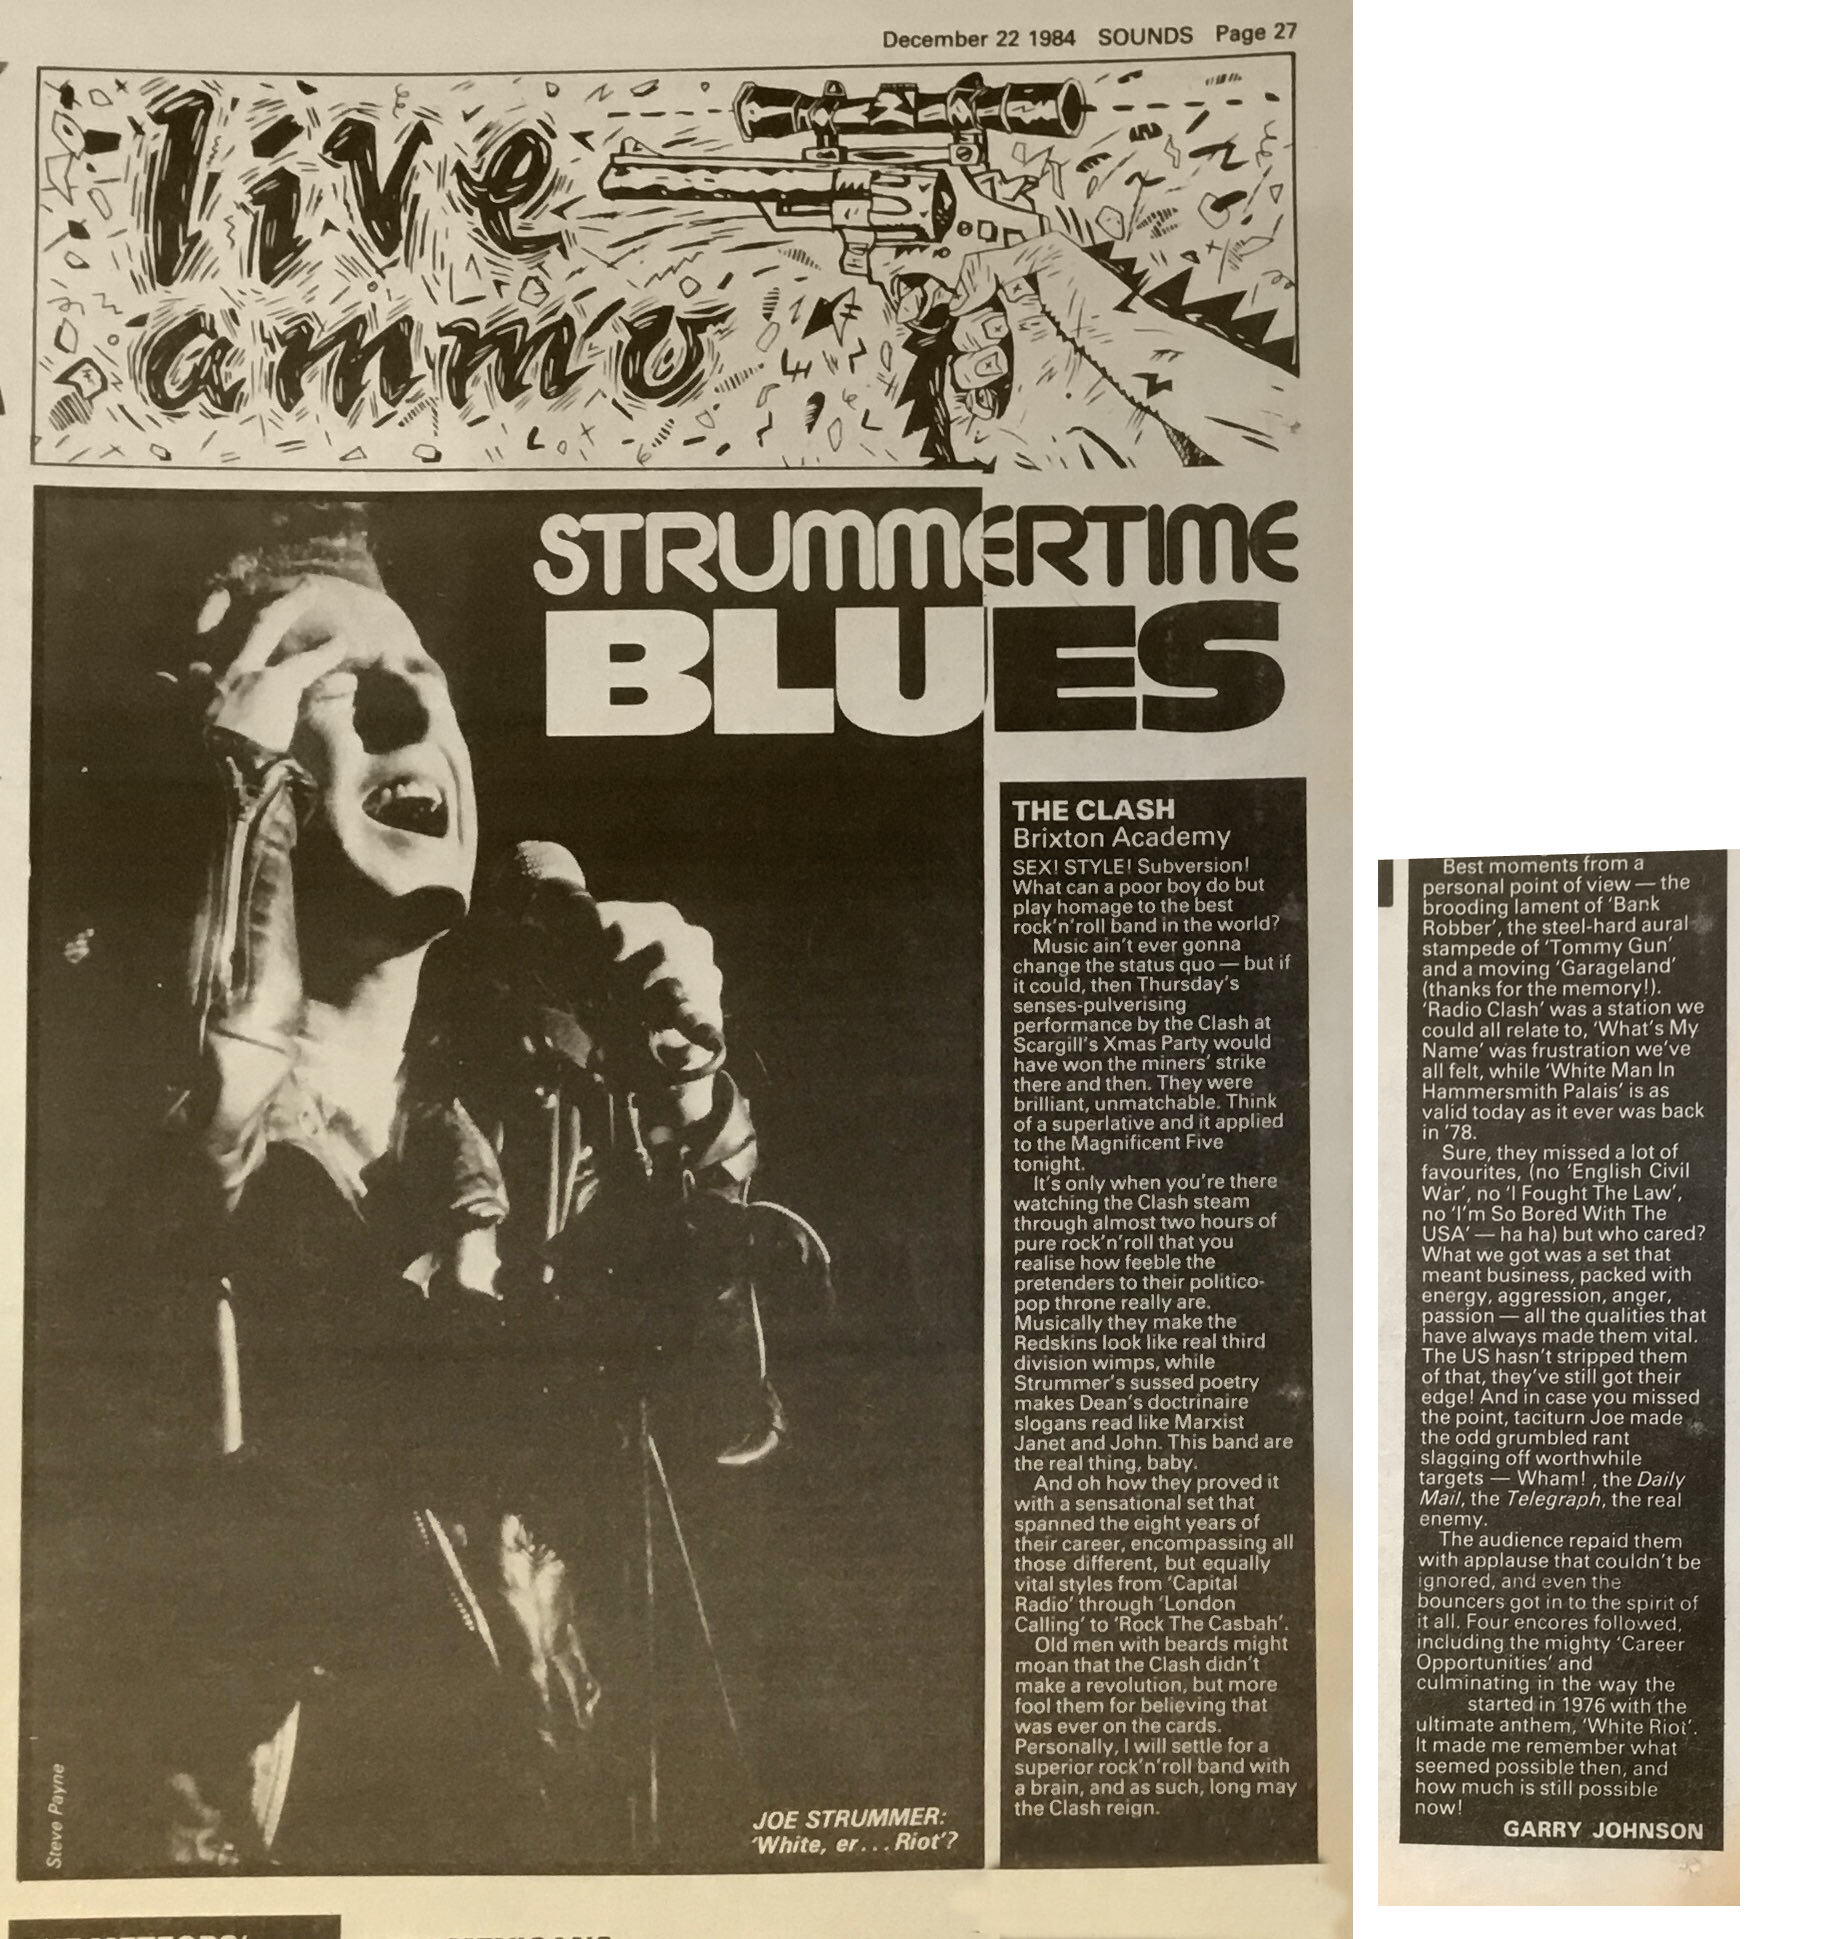 December 22 1984 SOUNDS Page 27
live
ammo
STRUMMERTIME
BLUES
THE CLASH
Brixton Academy
SEX! STYLE! Subversion!
What can a poor boy do but
play homage to the best
rock'n'roll band in the world?
Music ain't ever gonna
change the status quo — but if
it could, then Thursday's
senses-pulverising
performance by the Clash at
Scargill's Xmas Party would
have won the miners' strike
there and then. They were
brilliant, unmatchable. Think
of a superlative and it applied
to the Magnificent Five
tonight.
It's only when you're there
watching the Clash steam
through almost two hours of
pure rock'n'roll that you
realise how feeble the
pretenders to their politico-
pop throne really are.
Musically they make the
Redskins look like real third
division wimps, while
Strummer's sussed poetry
makes Dean's doctrinaire
slogans read like Marxist
Janet and John. This band are
the real thing, baby.
And oh how they proved it
with a sensational set that
spanned the eight years of
their career, encompassing all
those different, but equally
vital styles from 'Capital
Radio' through 'London
Calling' to 'Rock The Casbah'.
Old men with beards might
moan that the Clash didn't
make a revolution, but more
fool them for believing that
was ever on the cards.
Personally, I will settle for a
superior rock'n'roll band with
a brain, and as such, long may
the Clash reign.
Best moments from a
personal point of view — the
brooding lament of 'Bank
Robber', the steel-hard aural
stampede of 'Tommy Gun'
and a moving 'Garageland'
(thanks for the memory!).
'Radio Clash' was a station we
could all relate to, 'What's My
Name' was frustration we've
all felt, while 'White Man In
Hammersmith Palais' is as
valid today as it ever was back
in '78.
Sure, they missed a lot of
favourites, (no 'English Civil
War', no 'I Fought The Law',
no 'I'm So Bored With The
USA' — ha ha) but who cared?
What we got was a set that
meant business, packed with
energy, aggression, anger,
passion — all the qualities that
have always made them vital.
The US hasn't stripped them
of that, they've still got their
edge! And in case you missed
the point, taciturn Joe made
the odd grumbled rant
slagging off worthwhile
targets — Wham! , the Daily
Mail, the Telegraph, the real
enemy.
The audience repaid them
with applause that couldn't be
ignored, and even the
bouncers got in to the spirit of
it all. Four encores followed,
including the mighty 'Career
Opportunities' and
culminating in the way the
started in 1976 with the
ultimate anthem, 'White Riot'.
It made me remember what
seemed possible then, and
how much is still possible
now!
GARRY JOHNSON
JOE STRUMMER:
'White, er... Riot'?
Steve Payne